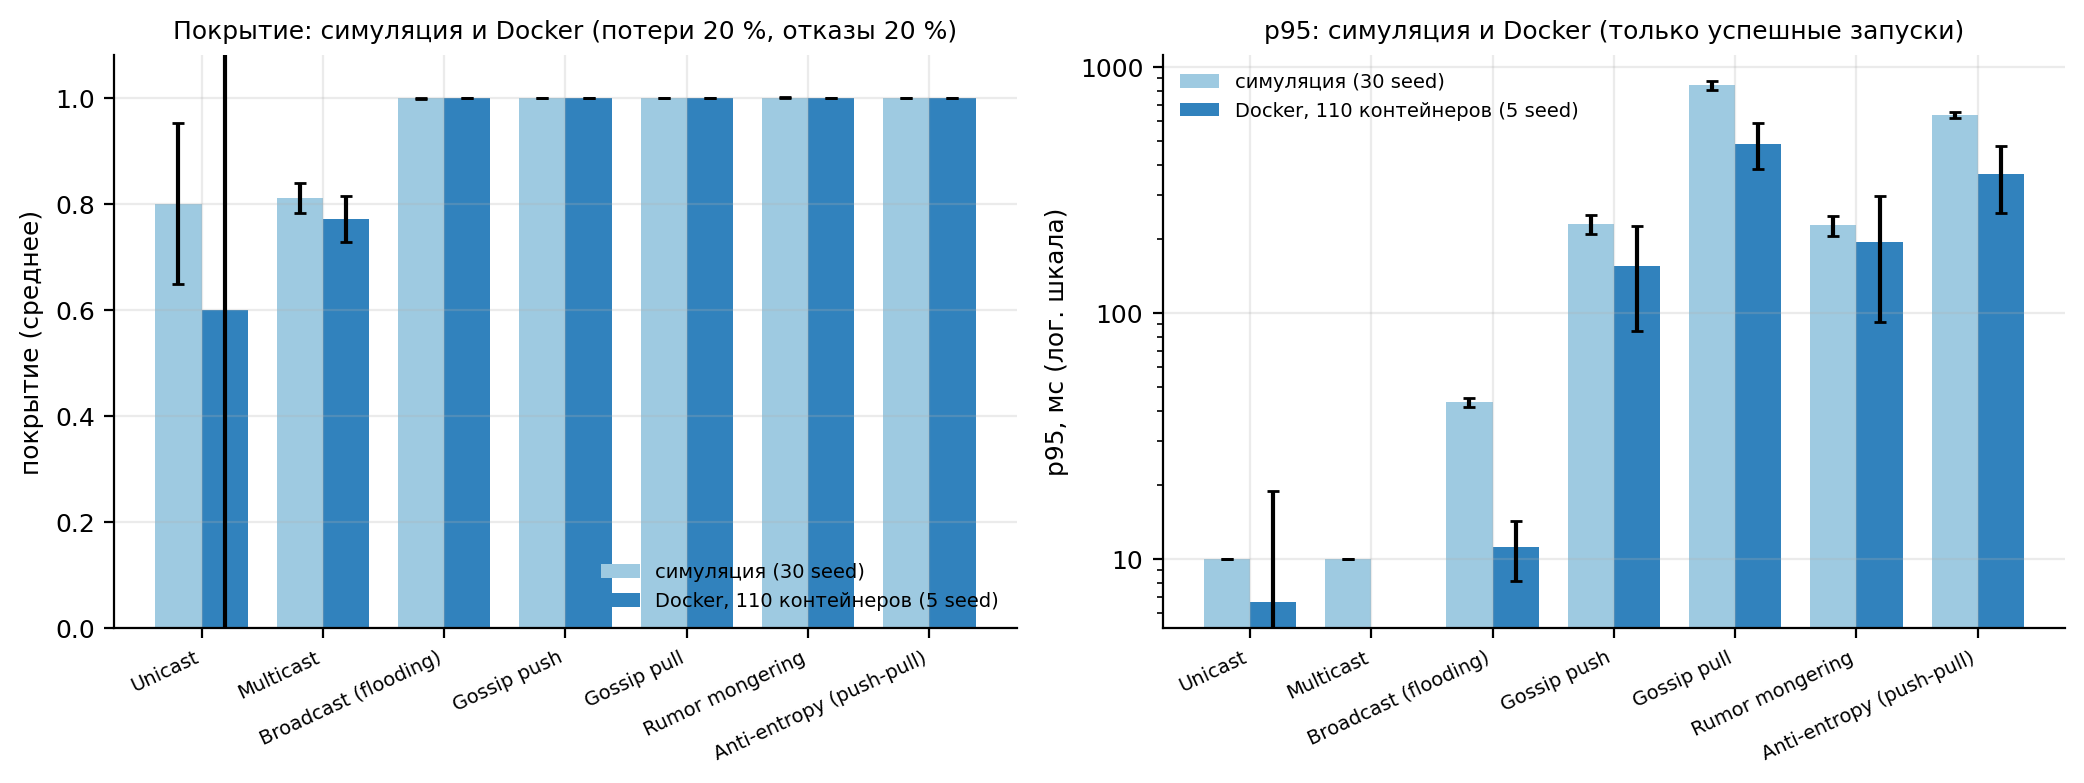 Покрытие: симуляция и Docker (потери 20 %, отказы 20 %)
покрытие (среднее)
1.0
0.8
0.6
0.4
0.2
0.0
симуляция (30 seed)
Docker, 110 контейнеров (5 seed)
Unicast
Multicast
Broadcast (flooding)
Gossip push
Gossip pull
Rumor mongering
Anti-entropy (push-pull)
p95: симуляция и Docker (только успешные запуски)
p95, мс (лог. шкала)
1000
100
10
симуляция (30 seed)
Docker, 110 контейнеров (5 seed)
Unicast
Multicast
Broadcast (flooding)
Gossip push
Gossip pull
Rumor mongering
Anti-entropy (push-pull)